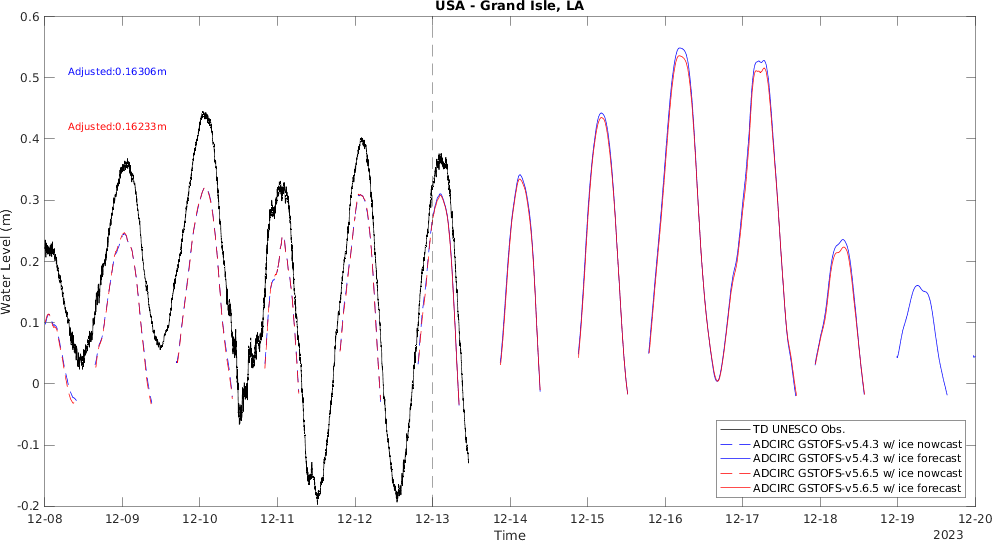 USA - Grand Isle, LA
0.6
0.5
0.4
0.3
0.2
0.1
0
-0.1
-0.2
Water Level (m)
Adjusted:0.16306m
Adjusted:0.16233m
TD UNESCO Obs.
ADCIRC GSTOFS-v5.4.3 w/ ice nowcast
ADCIRC GSTOFS-v5.4.3 w/ ice forecast
ADCIRC GSTOFS-v5.6.5 w/ ice nowcast
ADCIRC GSTOFS-v5.6.5 w/ ice forecast
12-08 12-09 12-10 12-11 12-12 12-13 12-14 12-15 12-16 12-17 12-18 12-19 12-20
Time
2023